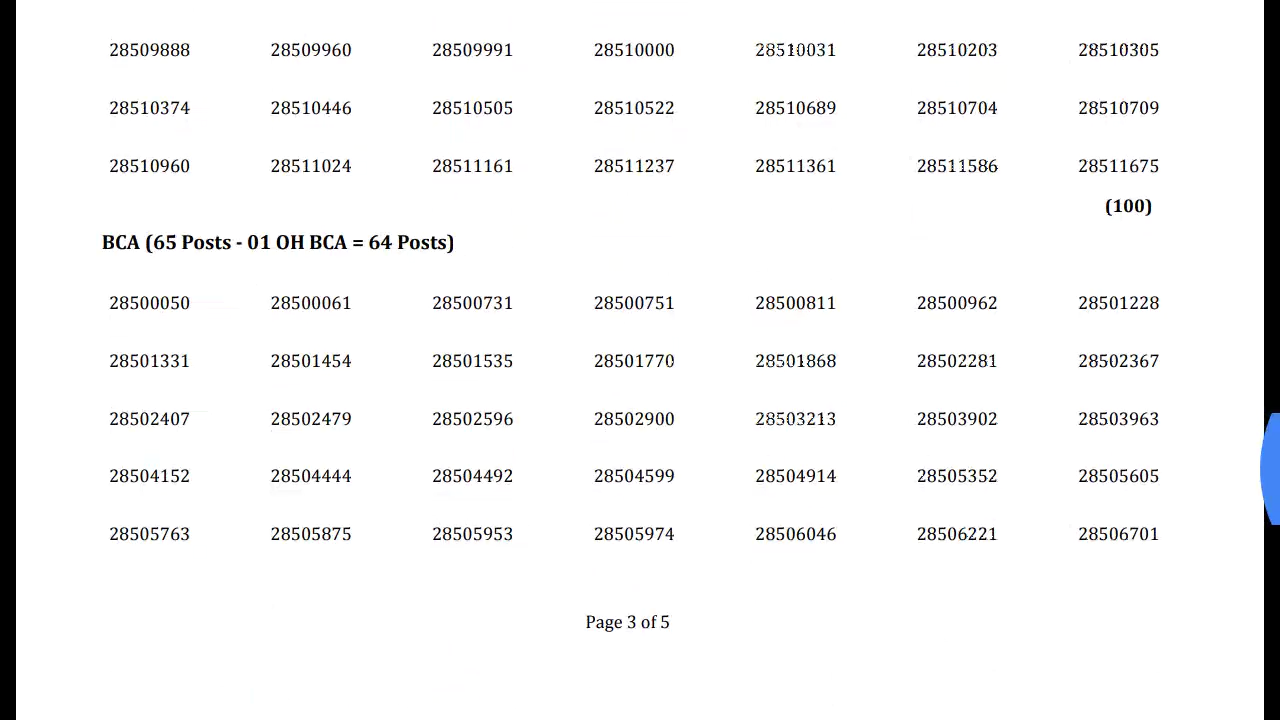 28509888 28509960 28509991 28510000 28510031 28510203 28510305
28510374 28510446 28510505 28510522 28510689 28510704 28510709
28510960 28511024 28511161 28511237 28511361 28511586 28511675
(100)
BCA (65 Posts - 01 OH BCA = 64 Posts)
28500050 28500061 28500731 28500751 28500811 28500962 28501228
28501331 28501454 28501535 28501770 28501868 28502281 28502367
28502407 28502479 28502596 28502900 28503213 28503902 28503963
28504152 28504444 28504492 28504599 28504914 28505352 28505605
28505763 28505875 28505953 28505974 28506046 28506221 28506701
Page 3 of 5